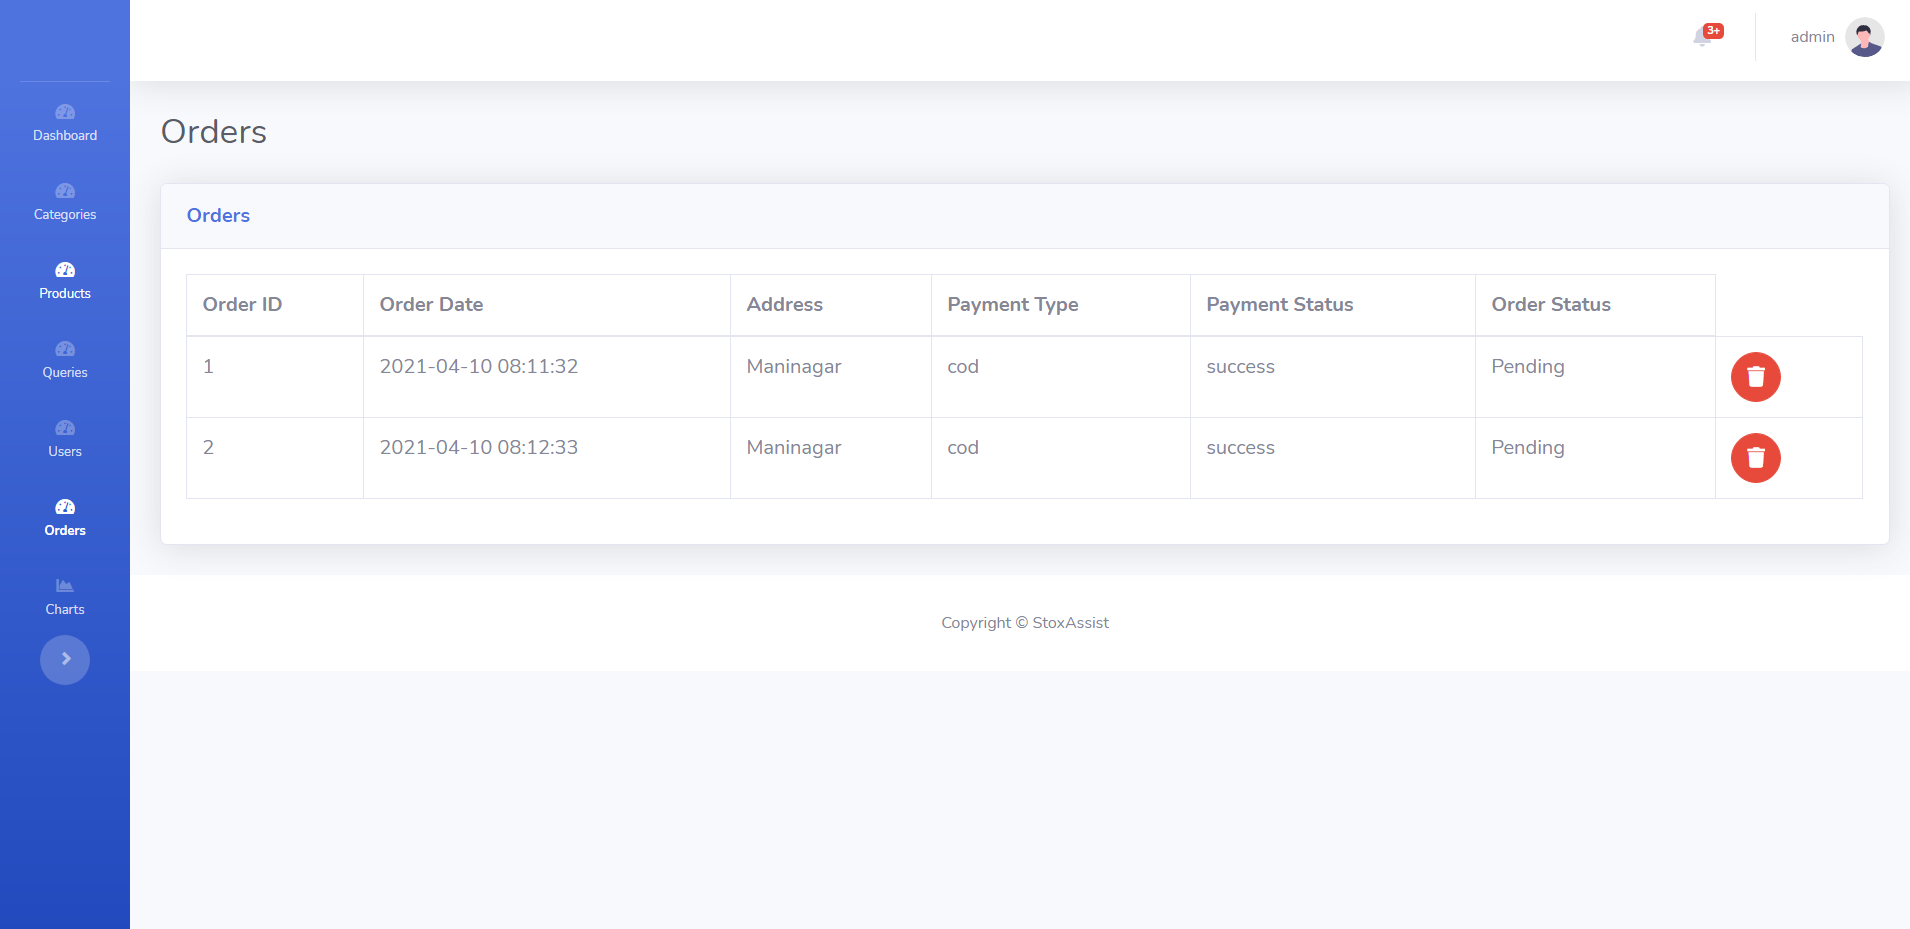 3+
admin
Dashboard
Categories
Products
Queries
Users
Orders
Charts
Orders
Orders
Order ID Order Date Address Payment Type Payment Status Order Status
1 2021-04-10 08:11:32 Maninagar cod success Pending
2 2021-04-10 08:12:33 Maninagar cod success Pending
Copyright © StoxAssist